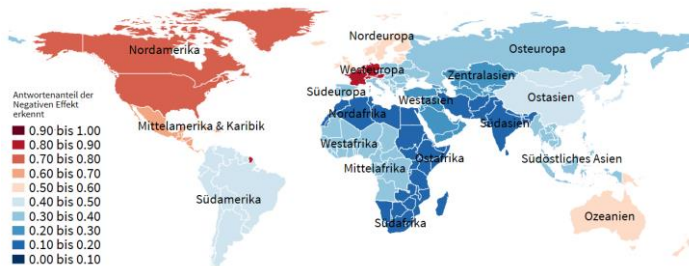 Nordamerika
Nordeuropa
Osteuropa
Westeuropa
Zentralasien
Südeuropa
Westasien
Ostasien
Antwortenanteil der
Negativen Effekt
erkennt
0.90 bis 1.00
0.80 bis 0.90
0.70 bis 0.80
0.60 bis 0.70
0.50 bis 0.60
0.40 bis 0.50
0.30 bis 0.40
0.20 bis 0.30
0.10 bis 0.20
0.00 bis 0.10
Mittelamerika & Karibik
Nordafrika
Südasien
Westafrika
Ostafrika
Südöstliches Asien
Mittelafrika
Südamerika
Südafrika
Ozeanien